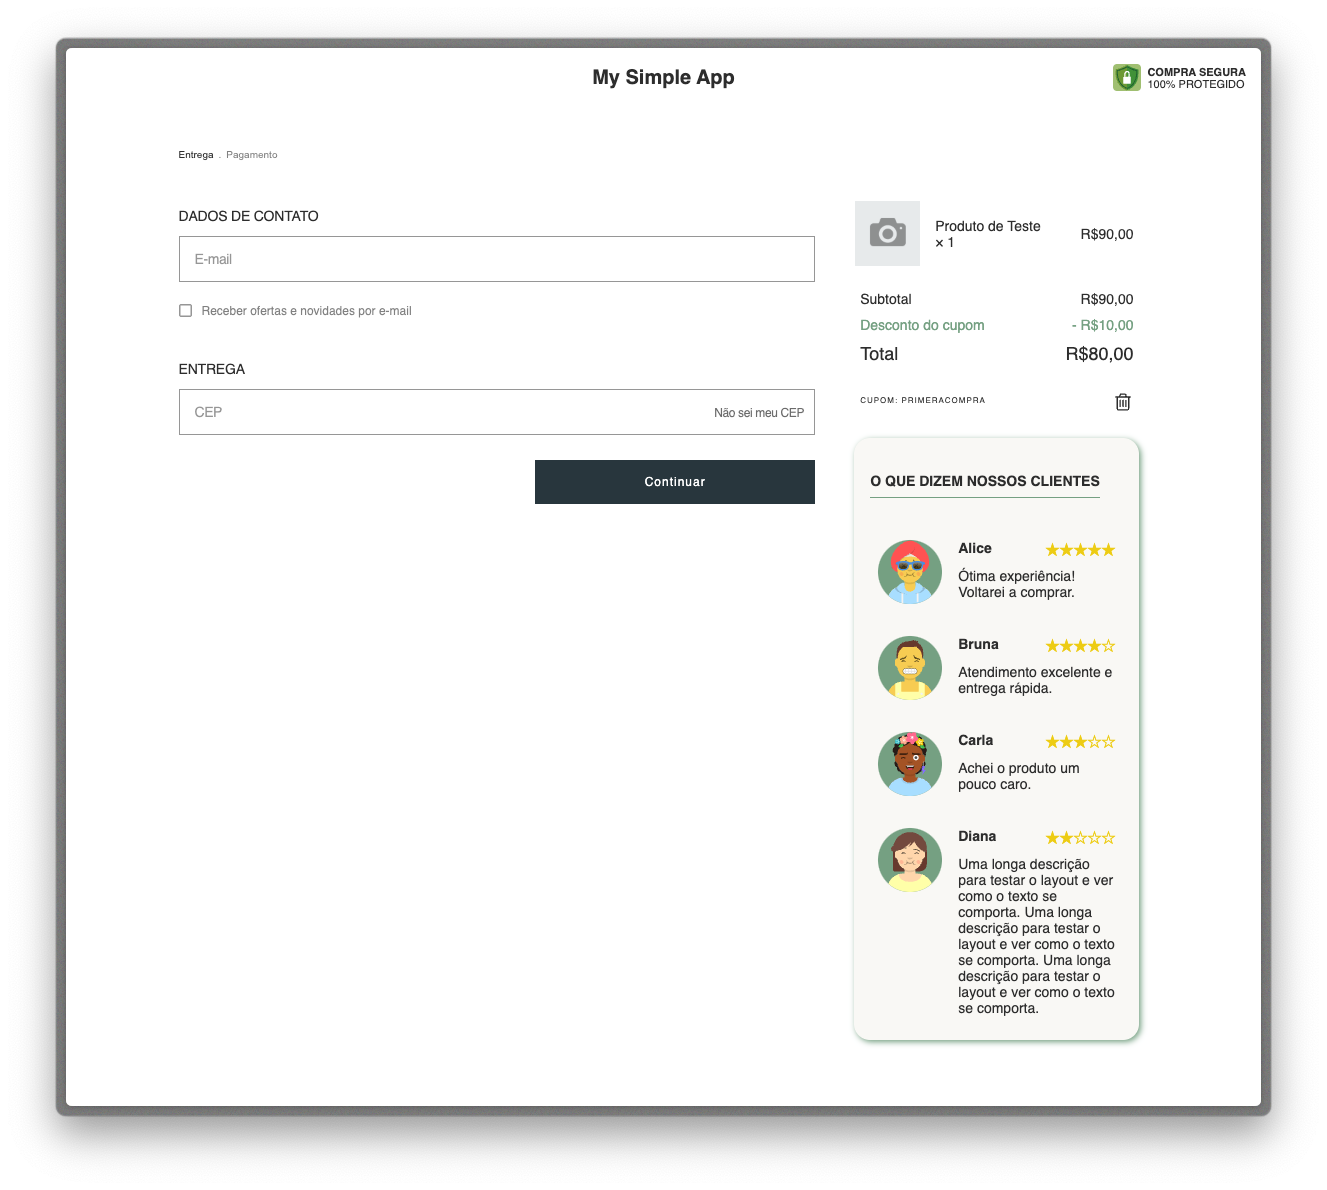 My Simple App
COMPRA SEGURA
100% PROTEGIDO
Entrega . Pagamento
DADOS DE CONTATO
E-mail
Receber ofertas e novidades por e-mail
ENTREGA
CEP
Não sei meu CEP
Continuar
Produto de Teste
× 1
R$90,00
Subtotal R$90,00
Desconto do cupom - R$10,00
Total R$80,00
CUPOM: PRIMERACOMPRA
O QUE DIZEM NOSSOS CLIENTES
Alice ★★★★★
Ótima experiência!
Voltarei a comprar.
Bruna ★★★★☆
Atendimento excelente e
entrega rápida.
Carla ★★★☆☆
Achei o produto um
pouco caro.
Diana ★★☆☆☆
Uma longa descrição
para testar o layout e ver
como o texto se
comporta. Uma longa
descrição para testar o
layout e ver como o texto
se comporta. Uma longa
descrição para testar o
layout e ver como o texto
se comporta.